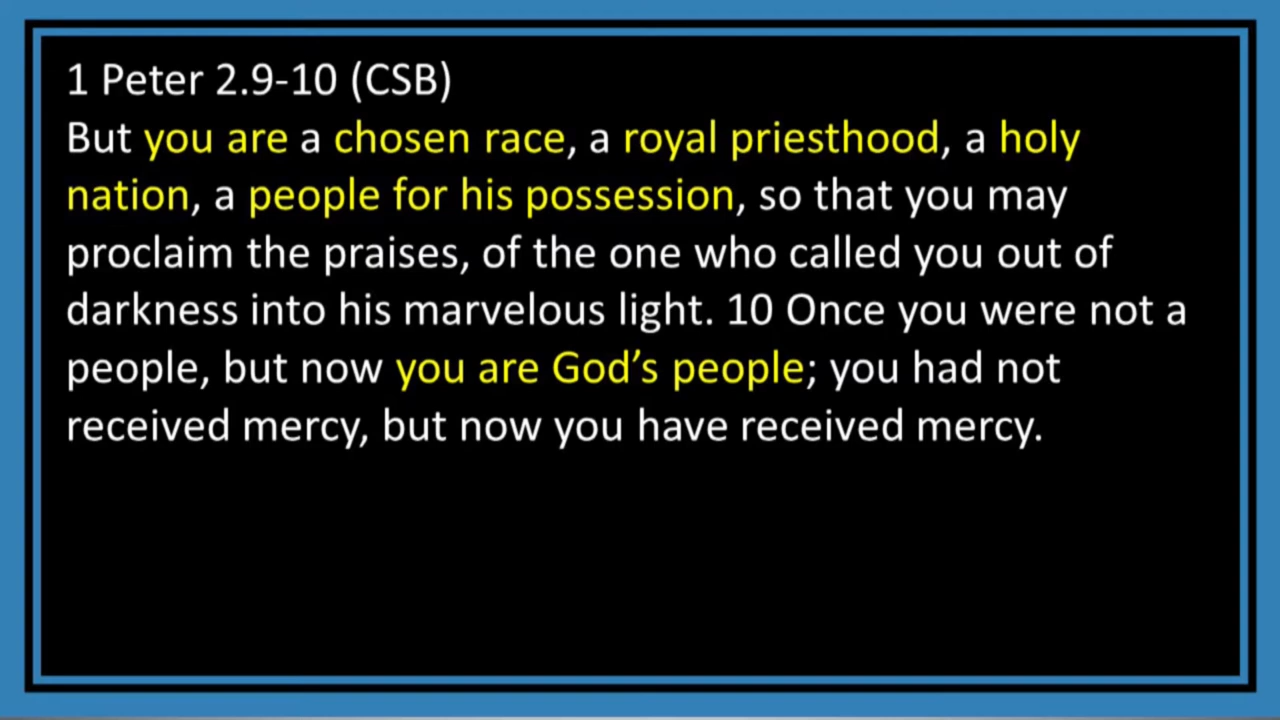 1 Peter 2.9-10 (CSB)
But you are a chosen race, a royal priesthood, a holy
nation, a people for his possession, so that you may
proclaim the praises, of the one who called you out of
darkness into his marvelous light. 10 Once you were not a
people, but now you are God’s people; you had not
received mercy, but now you have received mercy.